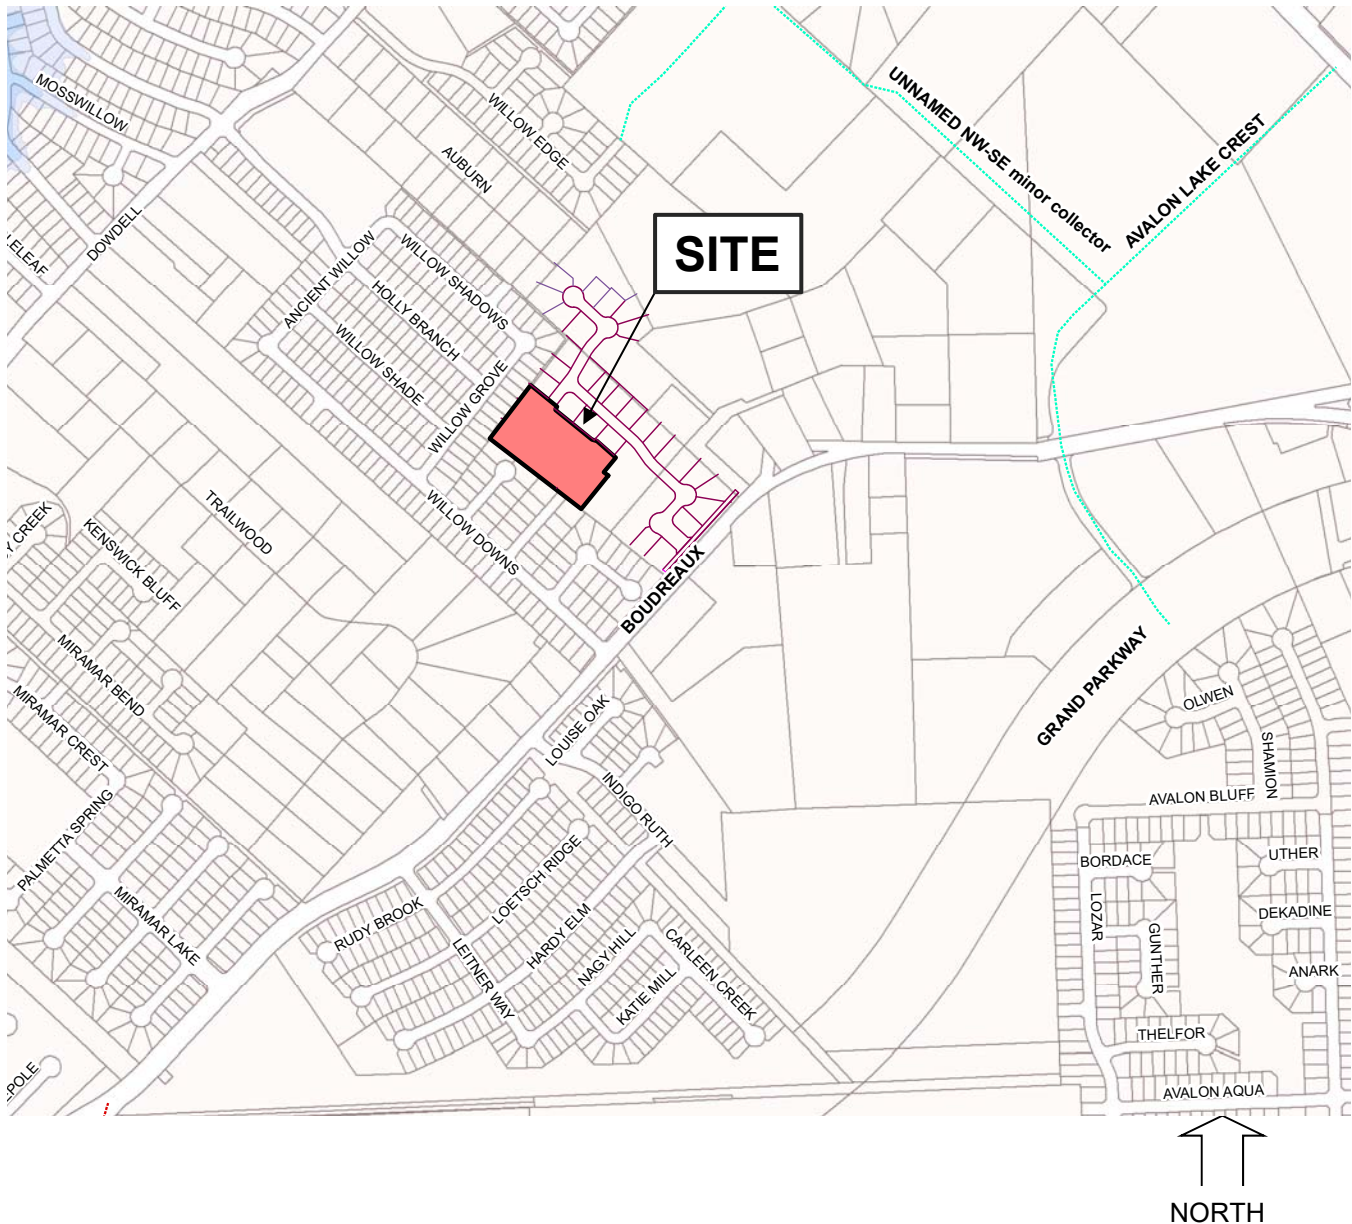 MOSSWILLOW
WILLOW EDGE
UNNAMED NW-SE minor collector
AVALON LAKE CREST
AUBURN
DOWDELL
LELEAF
SITE
ANCIENT WILLOW
WILLOW SHADOWS
HOLLY BRANCH
WILLOW SHADE
WILLOW GROVE
TRAILWOOD
WILLOW DOWNS
Y CREEK
KENSWICK BLUFF
BOUDREAUX
MIRAMAR BEND
GRAND PARKWAY
OLWEN
MIRAMAR CREST
LOUISE OAK
SHAMION
INDIGO RUTH
AVALON BLUFF
PALMETTA SPRING
LOETSCH RIDGE
BORDACE
UTHER
MIRAMAR LAKE
RUDY BROOK
HARDY ELM
LOZAR
DEKADINE
LEITNER WAY
NAGY HILL
CARLEEN CREEK
GUNTHER
KATIE MILL
ANARK
THELFOR
EPOLE
AVALON AQUA
NORTH